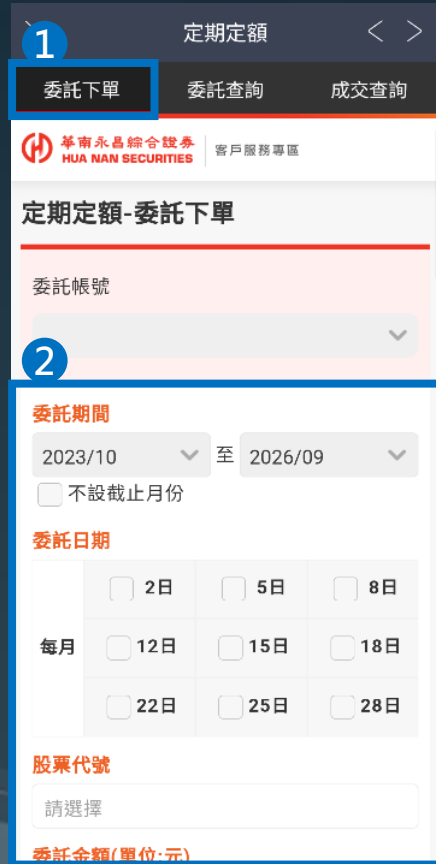 1
定期定額
委託下單 委託查詢 成交查詢
華南永昌綜合證券 客戶服務專區
HUA NAN SECURITIES
定期定額-委託下單
委託帳號
2
委託期間
2023/10 至 2026/09
不設截止月份
委託日期
2日 5日 8日
每月 12日 15日 18日
22日 25日 28日
股票代號
請選擇
委託金額(單位:元)